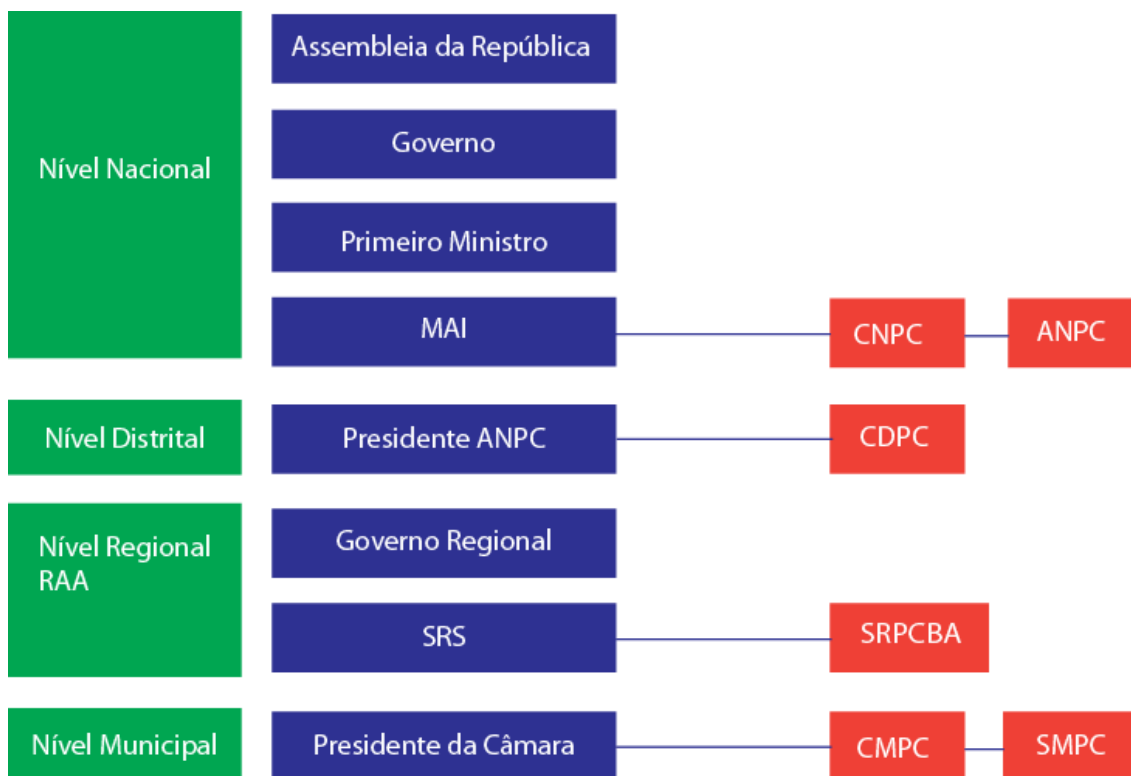 Nível Nacional
Assembleia da República
Governo
Primeiro Ministro
MAI
CNPC
ANPC
Nível Distrital
Presidente ANPC
CDPC
Nível Regional
RAA
Governo Regional
SRS
SRPCBA
Nível Municipal
Presidente da Câmara
CMPC
SMPC